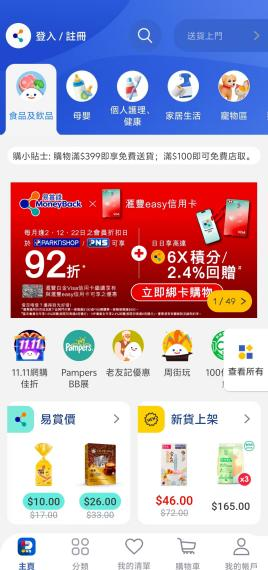 登入 / 註冊
送貨上門
食品及飲品
母嬰
個人護理、
健康
家居生活
寵物區
購小貼士: 購物滿$399即享免費送貨；滿$100即可免費店取。
易賞錢
MoneyBack
×
滙豐easy信用卡
每月逢2、12、22日之會員折扣日
於 PARKnSHOP / PNS 可享
92折*
+
日日享高達
6X積分/
2.4%回贈
立即綁卡購物
1 / 49
11.11網購
佳折
Pampers
BB展
老友記優惠
周街玩
查看所有
易賞價
$10.00
$17.00
$26.00
$33.00
新貨上架
NEW
$46.00
$72.00
x3
$165.00
主頁
分類
我的清單
購物車
我的帳戶